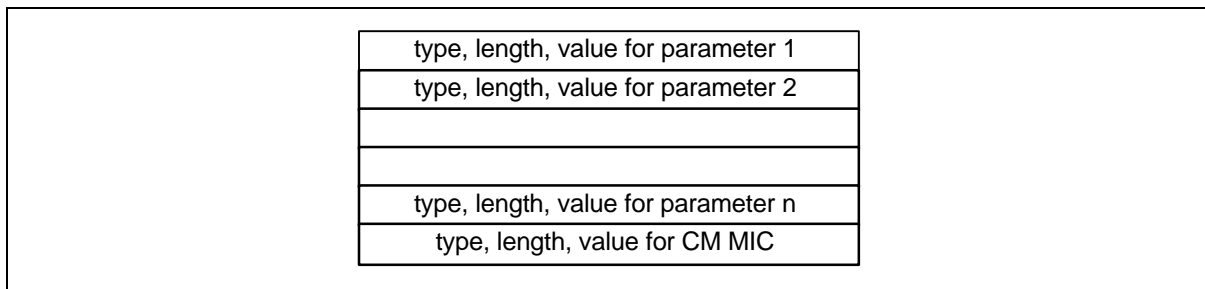 type, length, value for parameter 1
type, length, value for parameter 2
type, length, value for parameter n
type, length, value for CM MIC